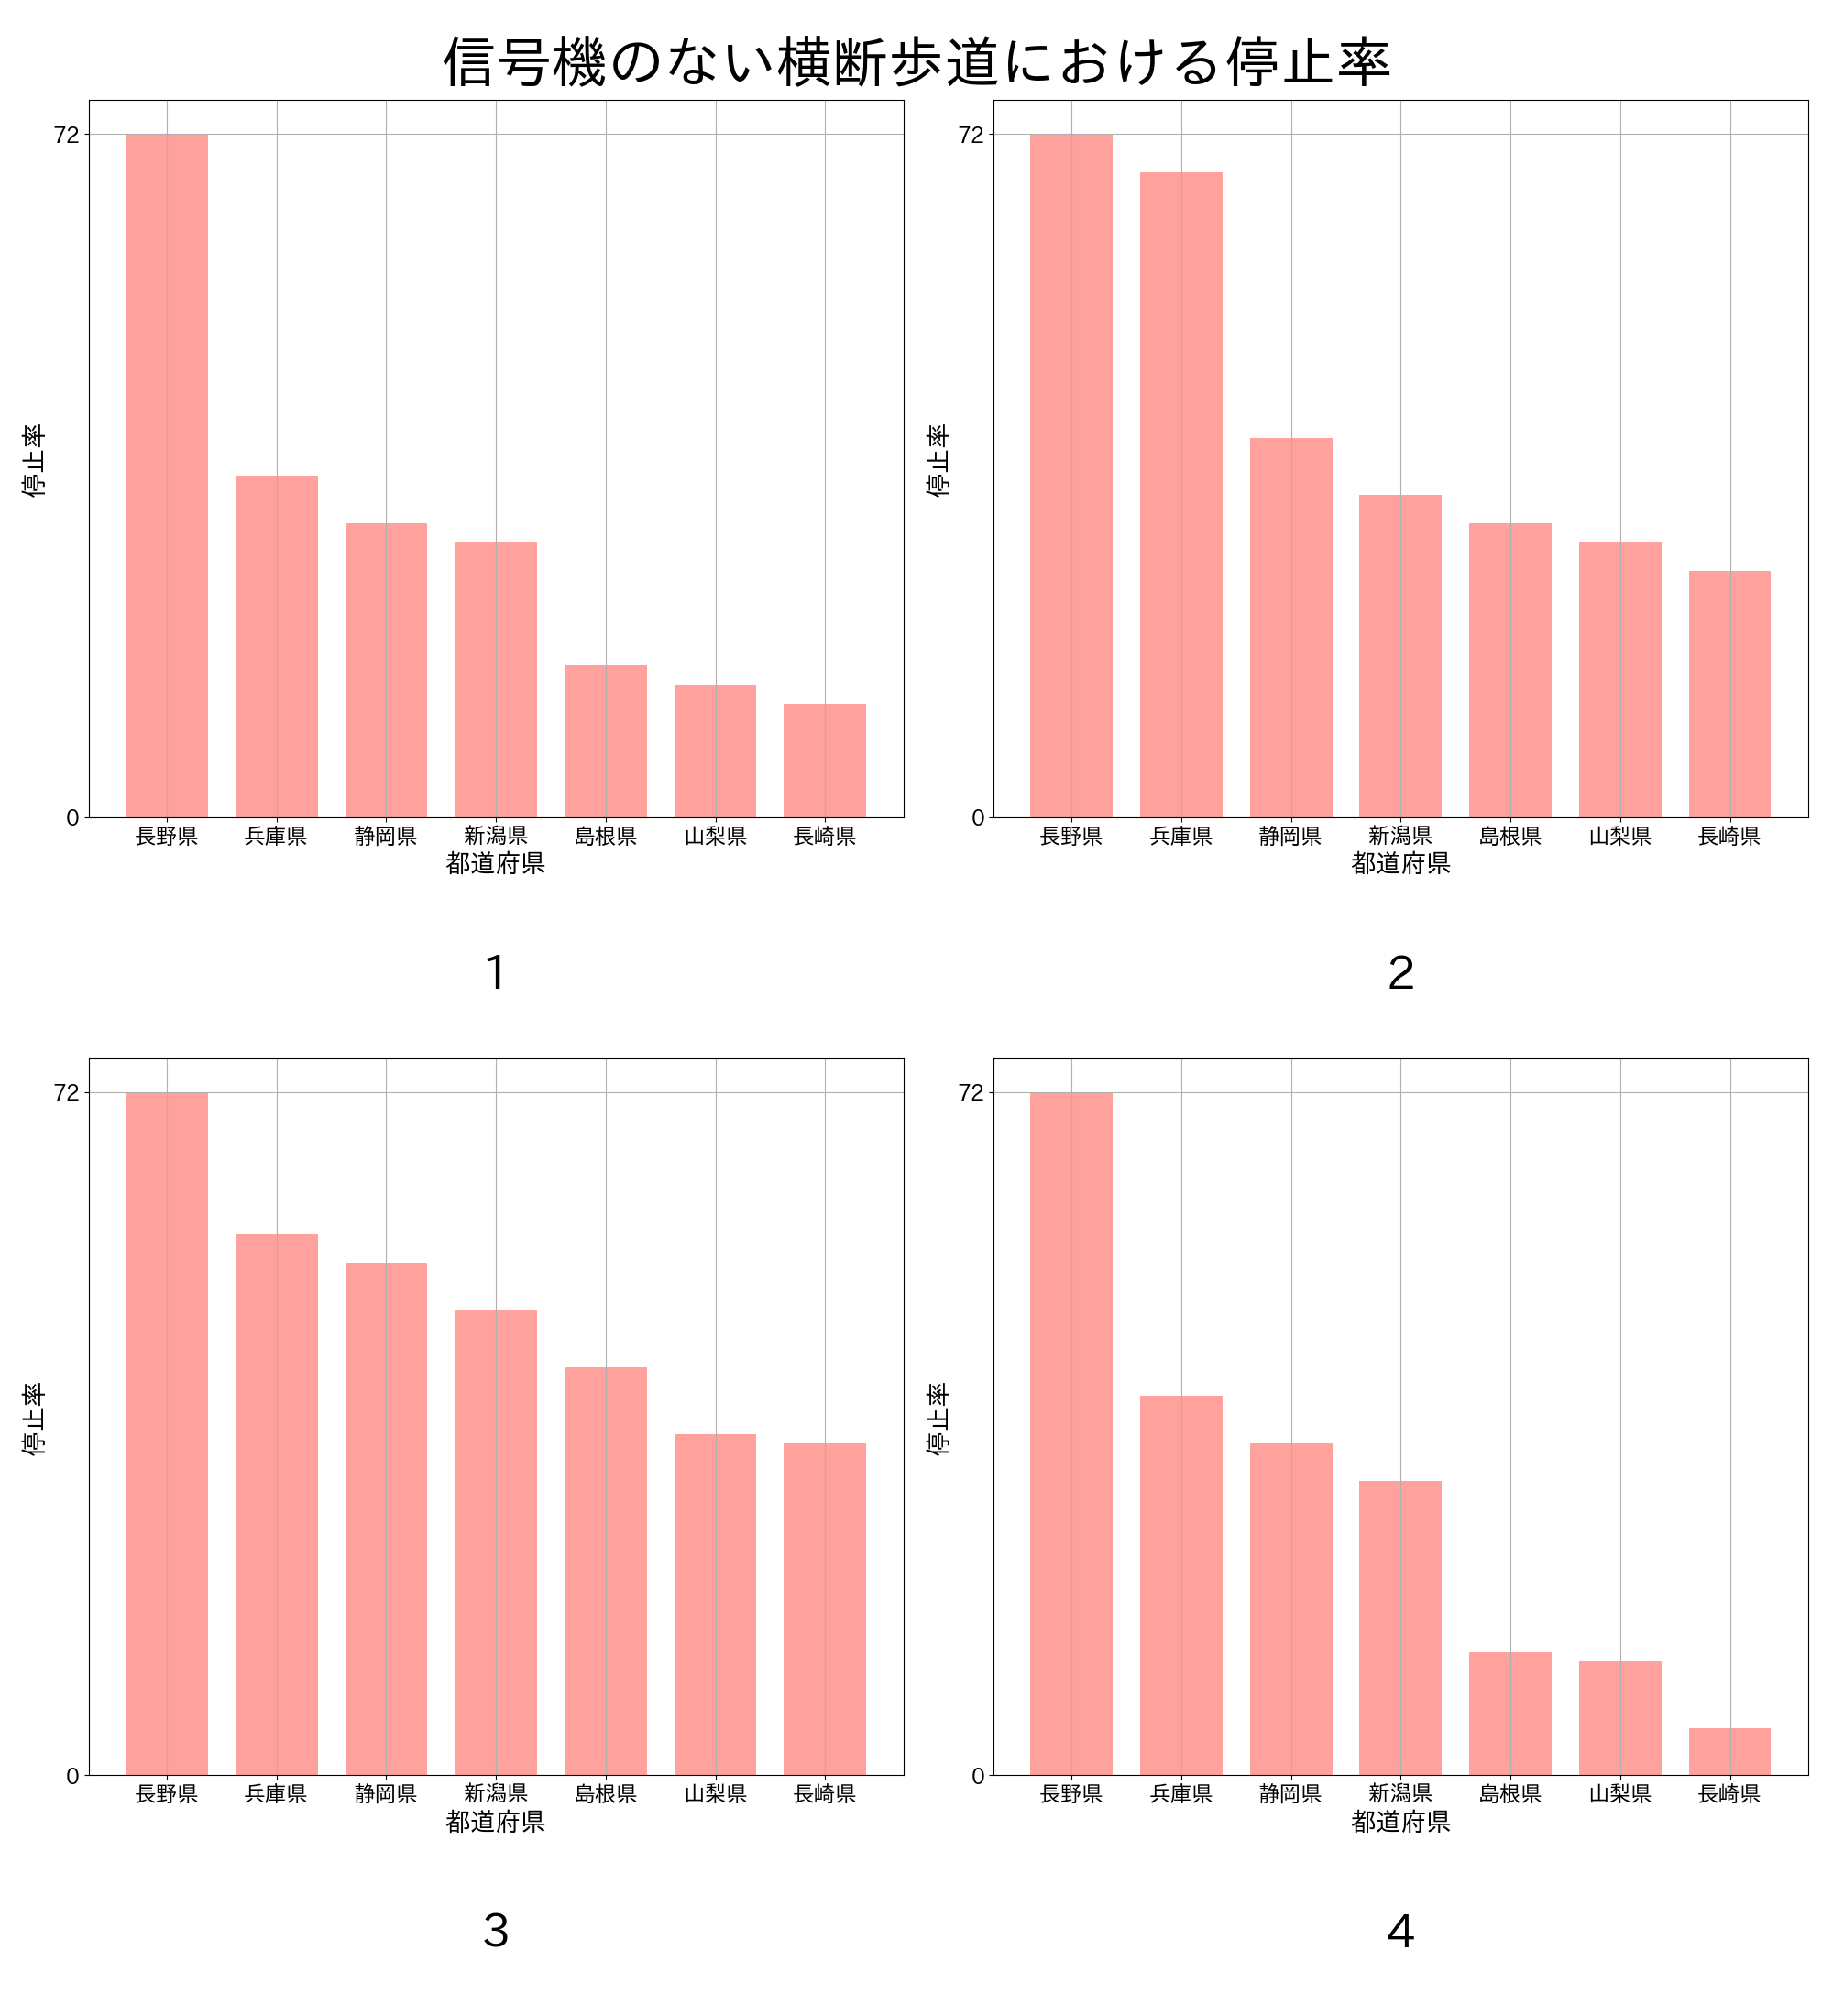 信号機のない横断歩道における停止率
72
0
停止率
長野県 兵庫県 静岡県 新潟県 島根県 山梨県 長崎県
都道府県
1
72
0
停止率
長野県 兵庫県 静岡県 新潟県 島根県 山梨県 長崎県
都道府県
2
72
0
停止率
長野県 兵庫県 静岡県 新潟県 島根県 山梨県 長崎県
都道府県
3
72
0
停止率
長野県 兵庫県 静岡県 新潟県 島根県 山梨県 長崎県
都道府県
4